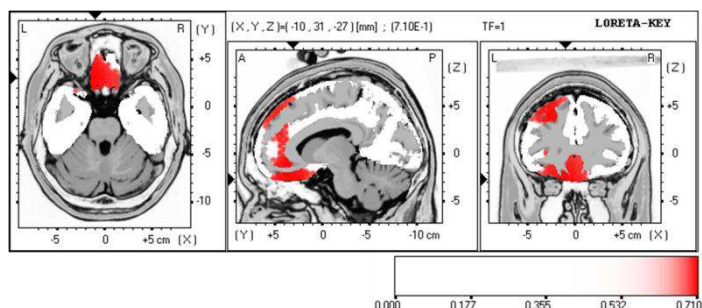 (X, Y, Z)=( -10, 31, -27) [mm] ; (7.10E-1) TF=1 LORETA-KEY
L R (Y)
+5
0
-5
-10
-5 0 +5 cm (X)
A P (Z)
+5
0
-5
(Y) +5 0 -5 -10 cm
L R (Z)
+5
0
-5
-5 0 +5 cm (X)
0.000 0.177 0.355 0.532 0.710